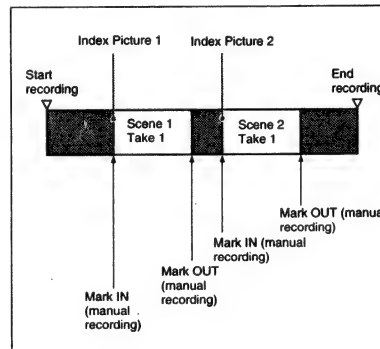 Index Picture 1 Index Picture 2
Start
recording
End
recording
Scene 1
Take 1
Scene 2
Take 1
Mark IN
(manual
recording)
Mark OUT
(manual
recording)
Mark IN (manual
recording)
Mark OUT (manual
recording)